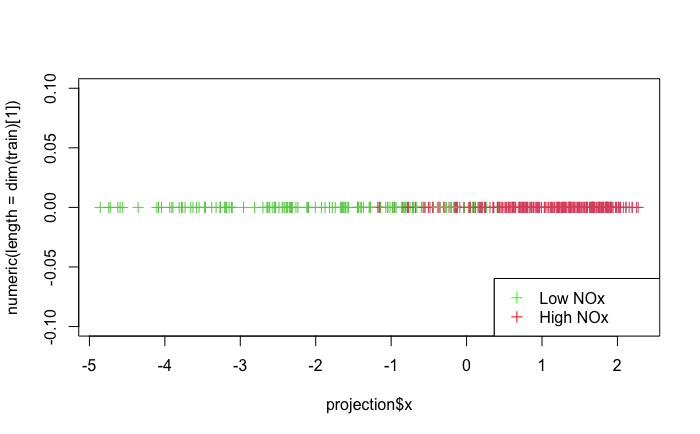 numeric(length = dim(train)[1])
0.10
0.05
0.00
-0.05
-0.10
Low NOx
High NOx
-5 -4 -3 -2 -1 0 1 2
projection$x